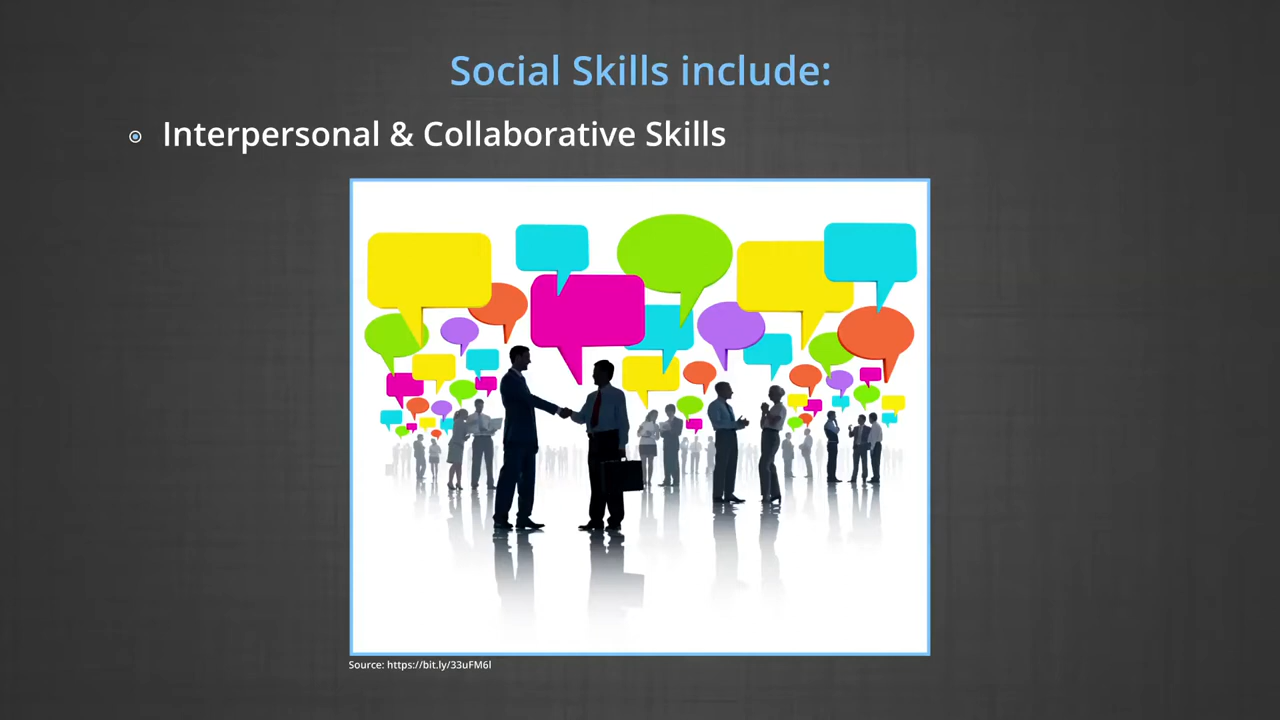 Social Skills include:
Interpersonal & Collaborative Skills
Source: https://bit.ly/33uFM6l